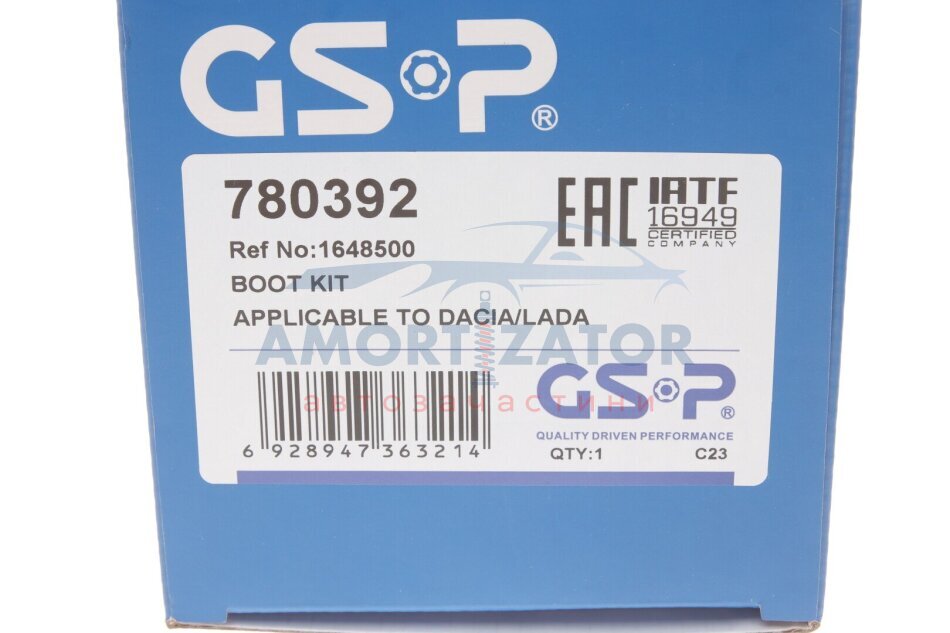 GSP®
780392
EAC
IATF
16949
CERTIFIED
COMPANY
Ref No:1648500
BOOT KIT
APPLICABLE TO DACIA/LADA
AMORTIZATOR
автозачастини
GSP®
QUALITY DRIVEN PERFORMANCE
6 928947 363214
QTY:1 C23